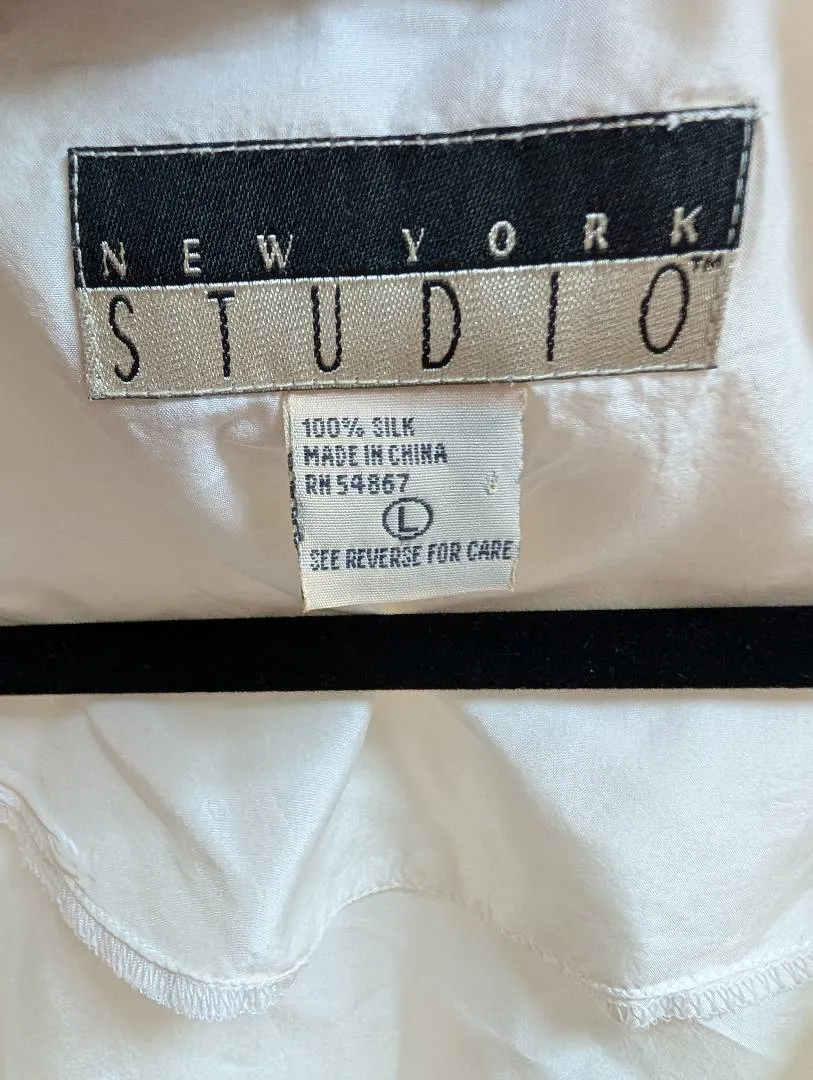 NEW YORK
STUDIO™
100% SILK
MADE IN CHINA
RN 54867
L
SEE REVERSE FOR CARE